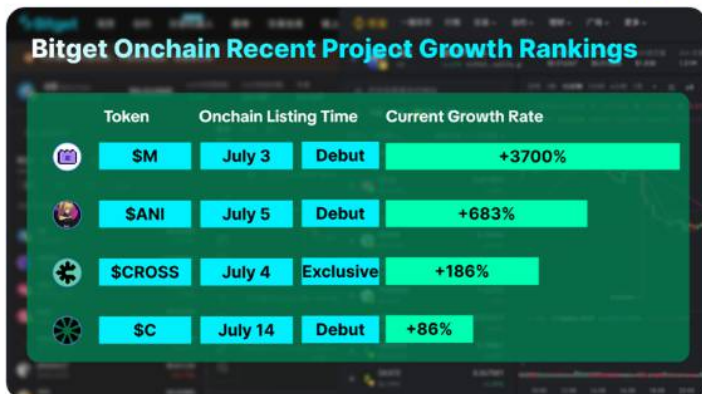 Bitget Onchain Recent Project Growth Rankings
Token Onchain Listing Time Current Growth Rate
$M July 3 Debut +3700%
$ANI July 5 Debut +683%
$CROSS July 4 Exclusive +186%
$C July 14 Debut +86%